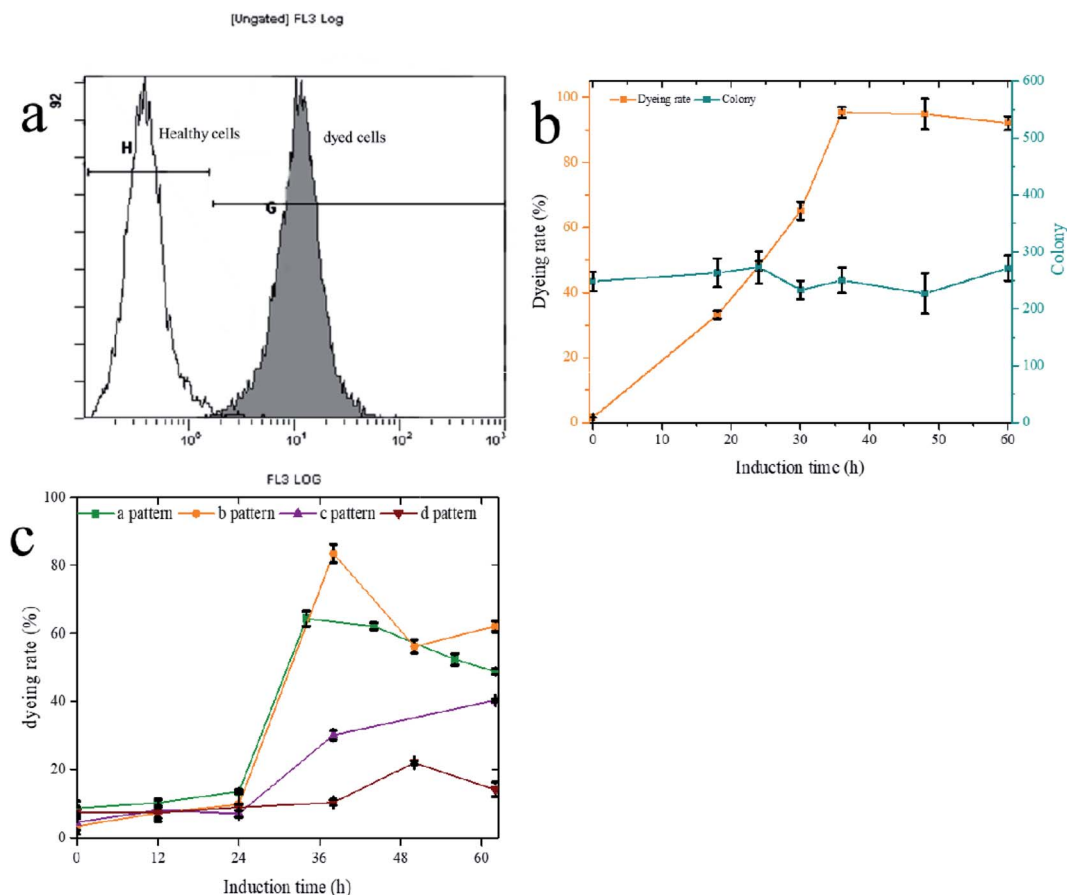 [Ungated] FL3 Log
a
92
H
Healthy cells
dyed cells
G
10⁰
10¹
10²
10³
FL3 LOG
b
Dyeing rate
Colony
100
80
60
40
20
0
Dyeing rate (%)
600
500
400
300
200
100
0
Colony
0
10
20
30
40
50
60
Induction time (h)
c
a pattern
b pattern
c pattern
d pattern
100
80
60
40
20
0
dyeing rate (%)
0
12
24
36
48
60
Induction time (h)